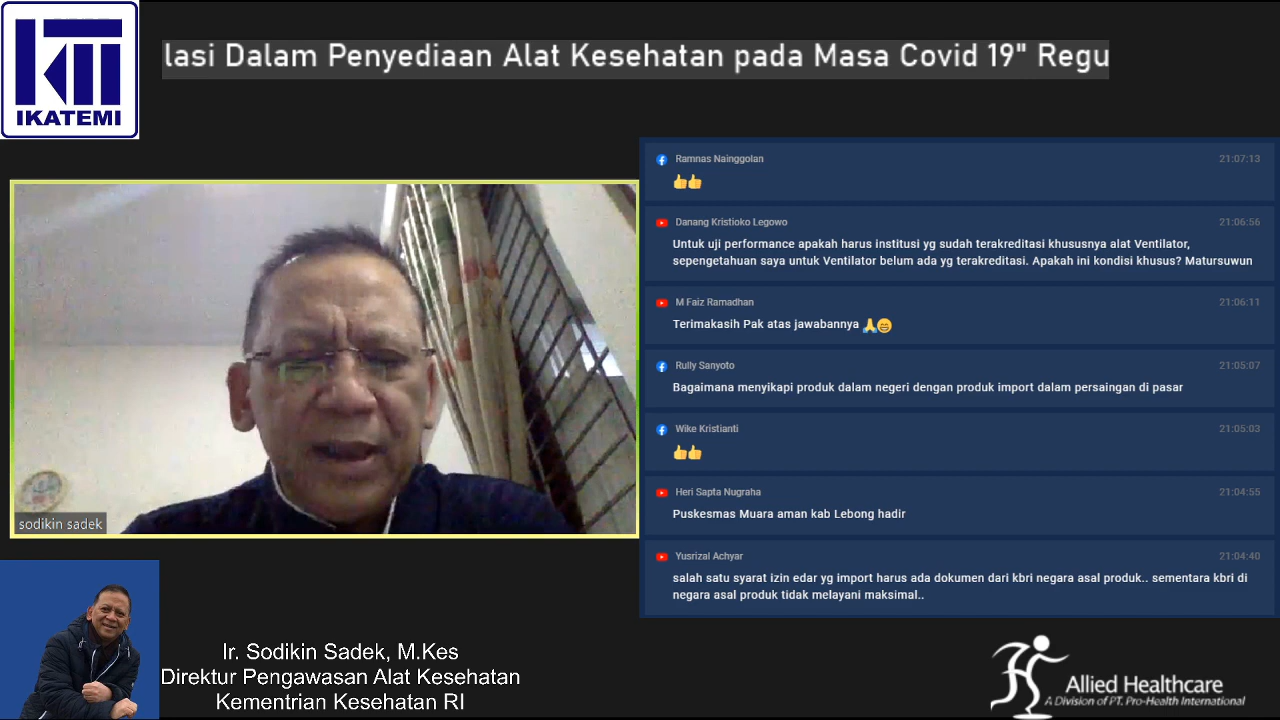 IKATEMI
lasi Dalam Penyediaan Alat Kesehatan pada Masa Covid 19" Regu
Ramnas Nainggolan 21:07:13
👍👍
Danang Kristioko Legowo 21:06:56
Untuk uji performance apakah harus institusi yg sudah terakreditasi khususnya alat Ventilator,
sepengetahuan saya untuk Ventilator belum ada yg terakreditasi. Apakah ini kondisi khusus? Matursuwun
M Faiz Ramadhan 21:06:11
Terimakasih Pak atas jawabannya 🙏😄
Rully Sanyoto 21:05:07
Bagaimana menyikapi produk dalam negeri dengan produk import dalam persaingan di pasar
Wike Kristianti 21:05:03
👍👍
Heri Sapta Nugraha 21:04:55
Puskesmas Muara aman kab Lebong hadir
Yusrizal Achyar 21:04:40
salah satu syarat izin edar yg import harus ada dokumen dari kbri negara asal produk.. sementara kbri di
negara asal produk tidak melayani maksimal..
sodikin sadek
Ir. Sodikin Sadek, M.Kes
Direktur Pengawasan Alat Kesehatan
Kementrian Kesehatan RI
Allied Healthcare
A Division of PT. Pro-Health International